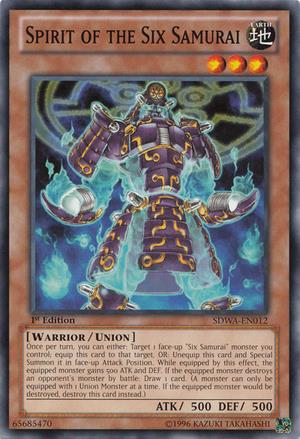 SPIRIT OF THE SIX SAMURAI
EARTH
地
1st Edition
SDWA-EN012
[WARRIOR / UNION]
Once per turn, you can either: Target 1 face-up "Six Samurai" monster you
control; equip this card to that target, OR: Unequip this card and Special
Summon it in face-up Attack Position. While equipped by this effect, the
equipped monster gains 500 ATK and DEF. If the equipped monster destroys
an opponent's monster by battle: Draw 1 card. (A monster can only be
equipped with 1 Union Monster at a time. If the equipped monster would be
destroyed, destroy this card instead.)
ATK/ 500 DEF/ 500
65685470
©1996 KAZUKI TAKAHASHI